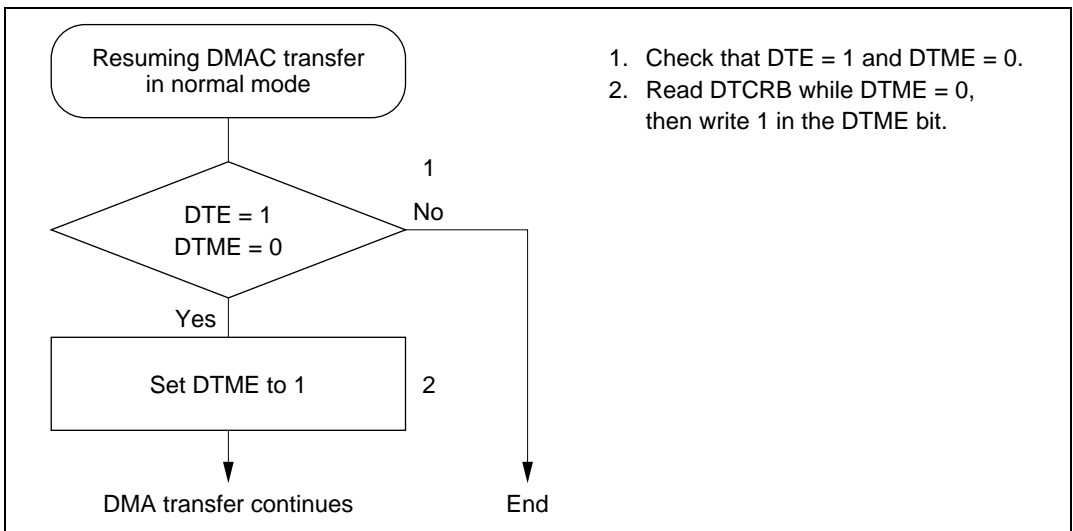 Resuming DMAC transfer
in normal mode
1. Check that DTE = 1 and DTME = 0.
2. Read DTCRB while DTME = 0,
then write 1 in the DTME bit.
1
DTE = 1
DTME = 0
No
Yes
Set DTME to 1
2
DMA transfer continues
End